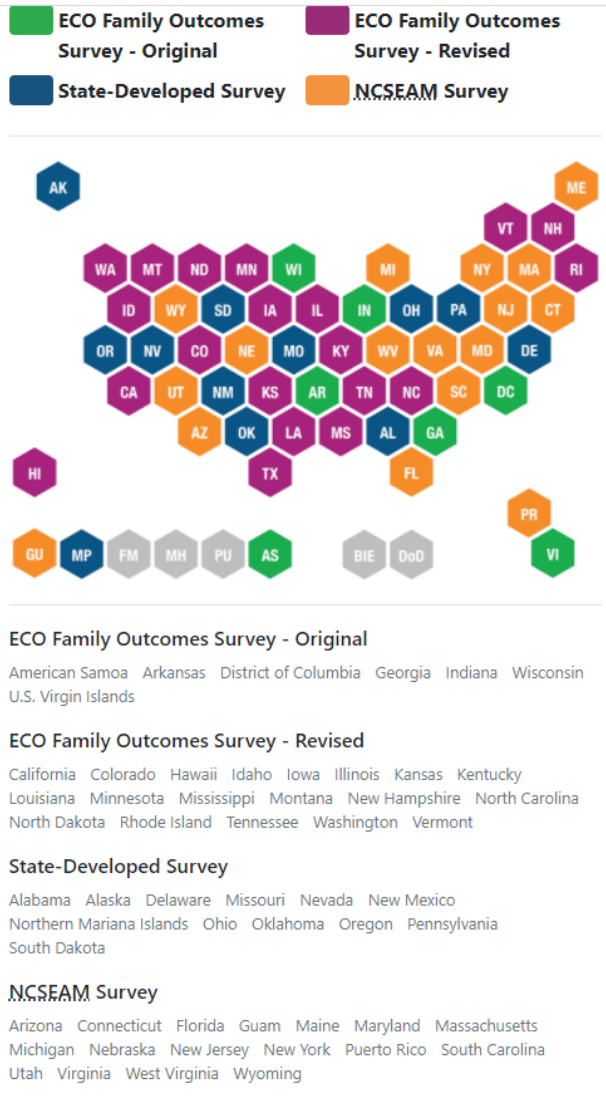 ECO Family Outcomes Survey - Original
ECO Family Outcomes Survey - Revised
State-Developed Survey
NCSEAM Survey
AK
ME
VT NH
WA MT ND MN WI MI NY MA RI
ID WY SD IA IL IN OH PA NJ CT
OR NV CO NE MO KY WV VA MD DE
CA UT NM KS AR TN NC SC DC
AZ OK LA MS AL GA
HI TX FL
PR
GU MP FM MH PU AS BIE DoD VI
ECO Family Outcomes Survey - Original
American Samoa Arkansas District of Columbia Georgia Indiana Wisconsin
U.S. Virgin Islands
ECO Family Outcomes Survey - Revised
California Colorado Hawaii Idaho Iowa Illinois Kansas Kentucky
Louisiana Minnesota Mississippi Montana New Hampshire North Carolina
North Dakota Rhode Island Tennessee Washington Vermont
State-Developed Survey
Alabama Alaska Delaware Missouri Nevada New Mexico
Northern Mariana Islands Ohio Oklahoma Oregon Pennsylvania
South Dakota
NCSEAM Survey
Arizona Connecticut Florida Guam Maine Maryland Massachusetts
Michigan Nebraska New Jersey New York Puerto Rico South Carolina
Utah Virginia West Virginia Wyoming